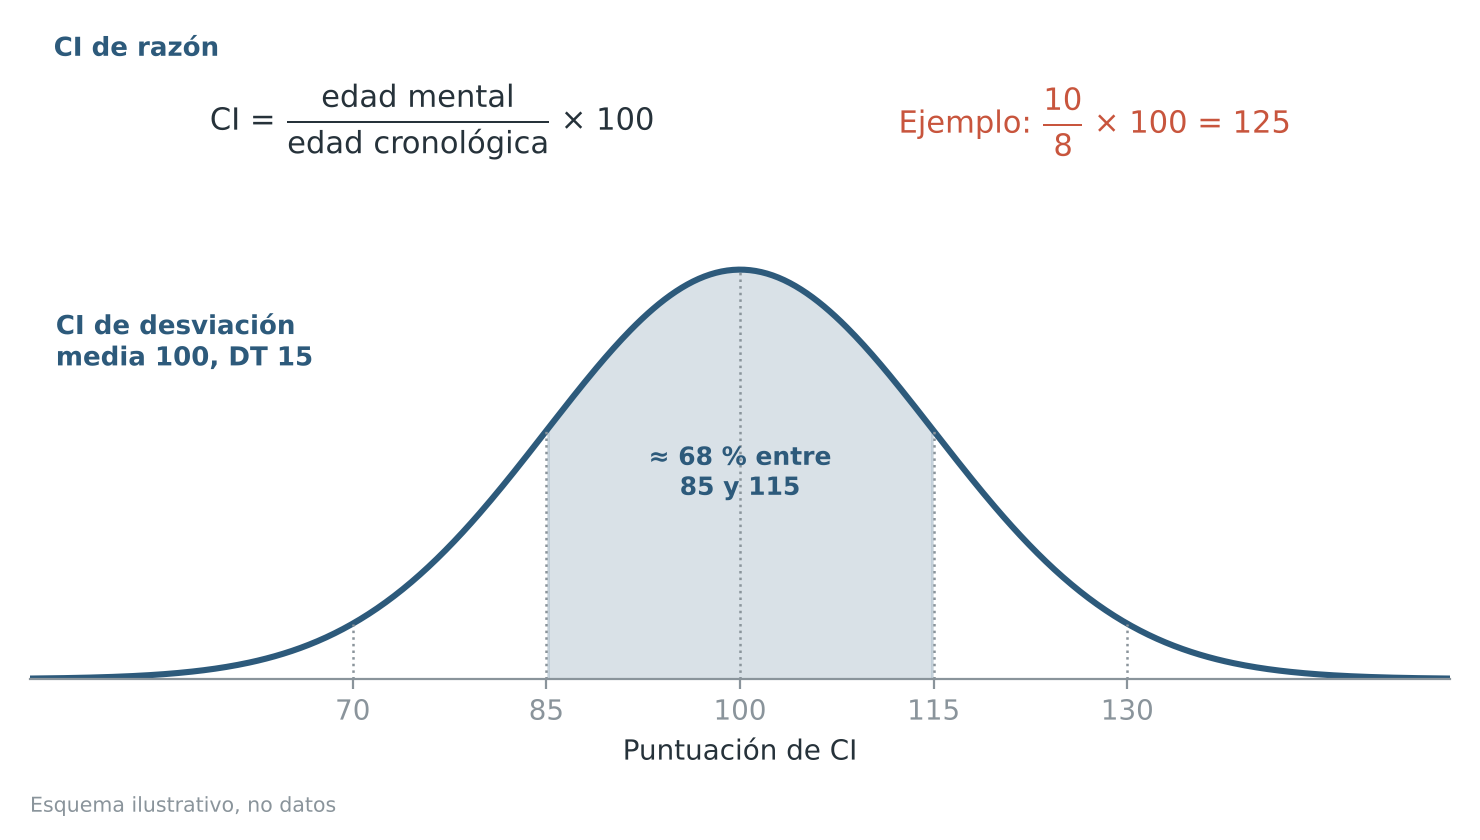 CI de razón
CI = edad mental / edad cronológica × 100
Ejemplo: 10 / 8 × 100 = 125
CI de desviación
media 100, DT 15
≈ 68 % entre
85 y 115
70 85 100 115 130
Puntuación de CI
Esquema ilustrativo, no datos